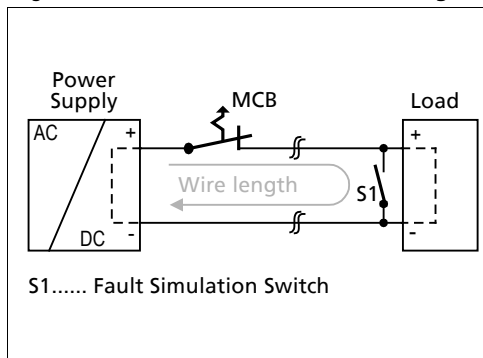 Power
Supply
MCB
Load
AC
+
+
Wire length
S1
DC
-
-
S1...... Fault Simulation Switch